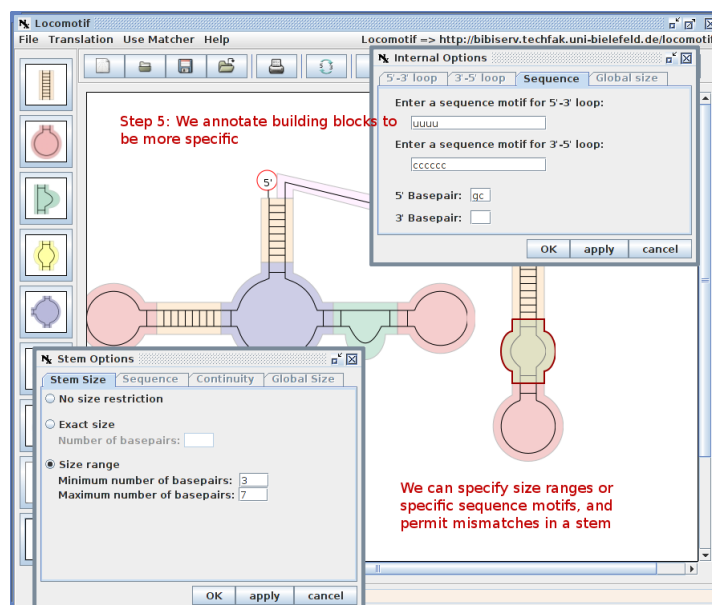 Locomotif
File Translation Use Matcher Help
Locomotif => http://bibiserv.techfak.uni-bielefeld.de/locomotif
Step 5: We annotate building blocks to
be more specific
5'
Internal Options
5'-3' loop 3'-5' loop Sequence Global size
Enter a sequence motif for 5'-3' loop:
uuuu
Enter a sequence motif for 3'-5' loop:
cccccc
5' Basepair: gc
3' Basepair:
OK apply cancel
Stem Options
Stem Size Sequence Continuity Global Size
No size restriction
Exact size
Number of basepairs:
Size range
Minimum number of basepairs: 3
Maximum number of basepairs: 7
OK apply cancel
We can specify size ranges or
specific sequence motifs, and
permit mismatches in a stem